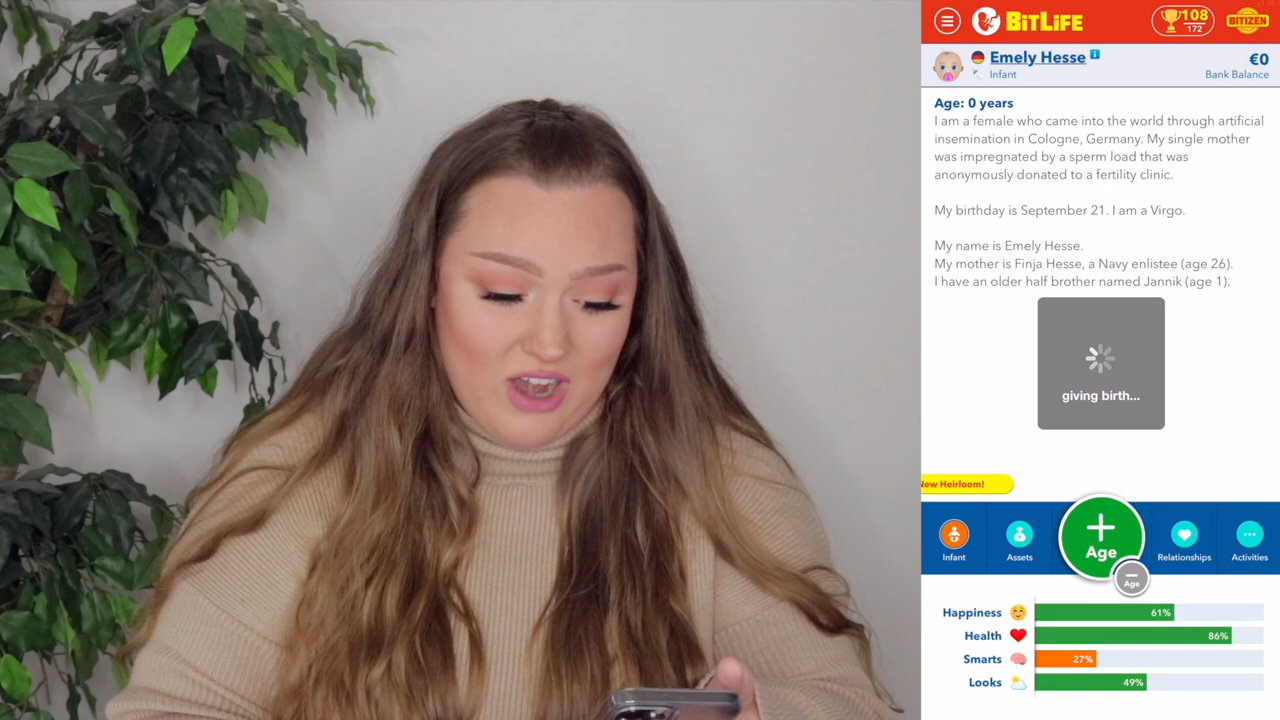 BITLIFE
108
172
BITIZEN
Emely Hesse
i
€0
Infant
Bank Balance
Age: 0 years
I am a female who came into the world through artificial
insemination in Cologne, Germany. My single mother
was impregnated by a sperm load that was
anonymously donated to a fertility clinic.
My birthday is September 21. I am a Virgo.
My name is Emely Hesse.
My mother is Finja Hesse, a Navy enlistee (age 26).
I have an older half brother named Jannik (age 1).
giving birth...
New Heirloom!
Infant
Assets
Age
Age
Relationships
Activities
Happiness
61%
Health
86%
Smarts
27%
Looks
49%